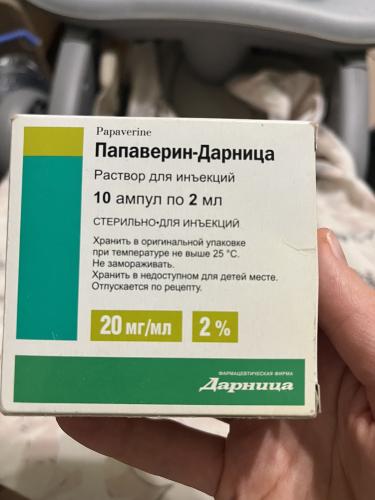 Papaverine
Папаверин-Дарница
Раствор для инъекций
10 ампул по 2 мл
СТЕРИЛЬНО•ДЛЯ ИНЪЕКЦИЙ
Хранить в оригинальной упаковке
при температуре не выше 25 °C.
Не замораживать.
Хранить в недоступном для детей месте.
Отпускается по рецепту.
20 мг/мл 2 %
ФАРМАЦЕВТИЧЕСКАЯ ФИРМА
Дарница